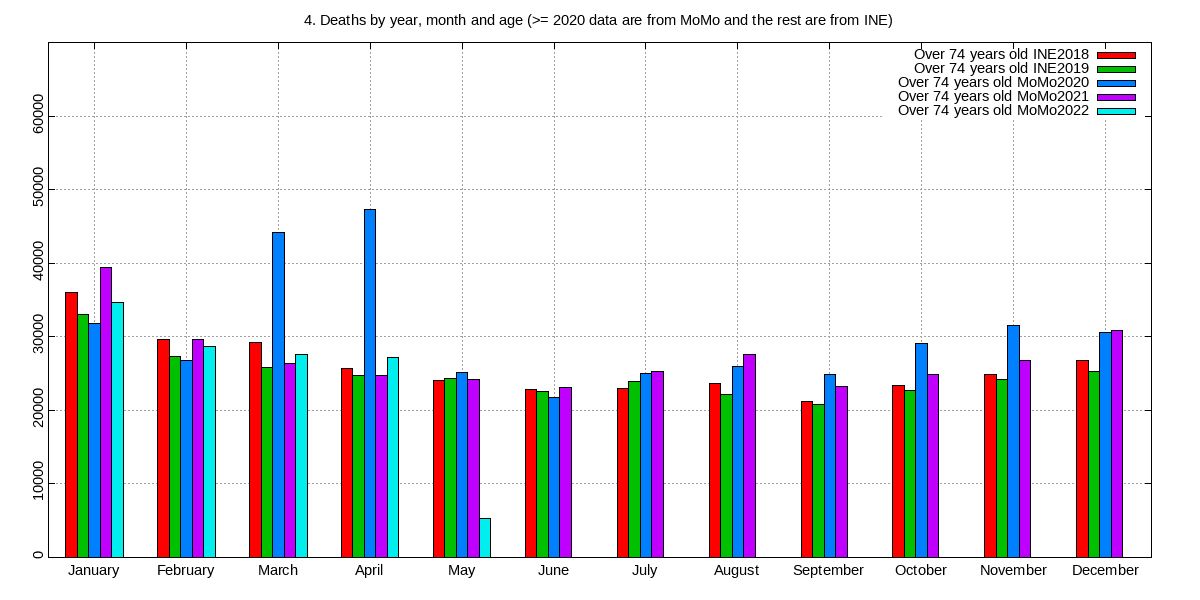 4. Deaths by year, month and age (>= 2020 data are from MoMo and the rest are from INE)
Over 74 years old INE2018
Over 74 years old INE2019
Over 74 years old MoMo2020
Over 74 years old MoMo2021
Over 74 years old MoMo2022
60000
50000
40000
30000
20000
10000
0
January February March April May June July August September October November December